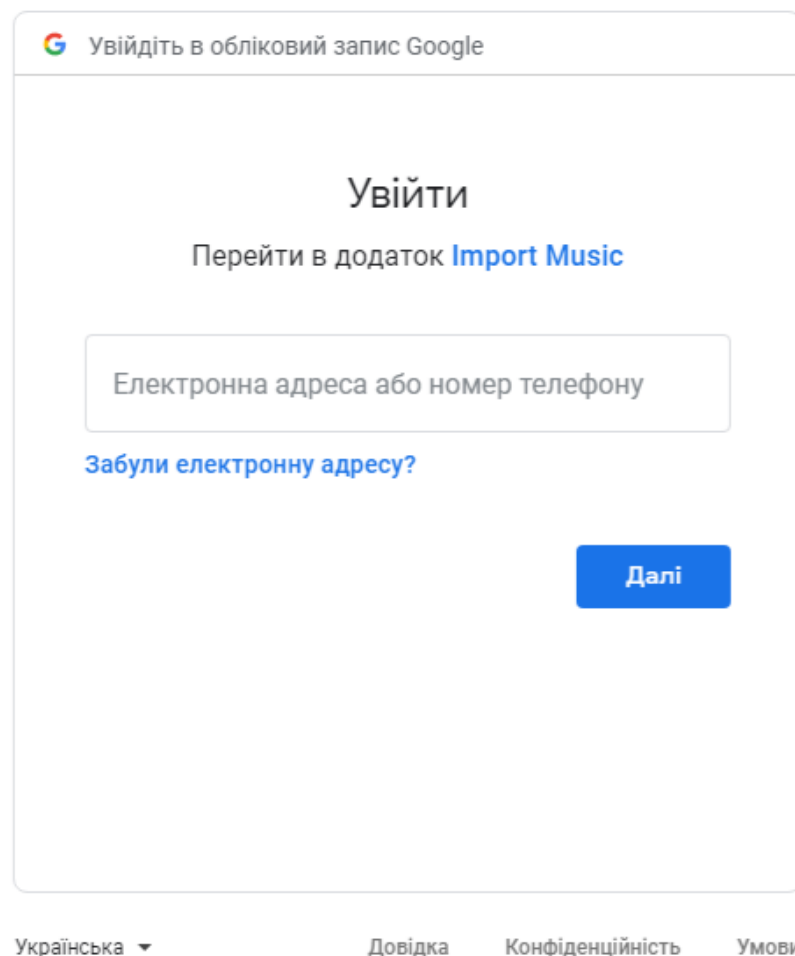 Увійдіть в обліковий запис Google
Увійти
Перейти в додаток Import Music
Електронна адреса або номер телефону
Забули електронну адресу?
Далі
Українська
Довідка Конфіденційність Умови